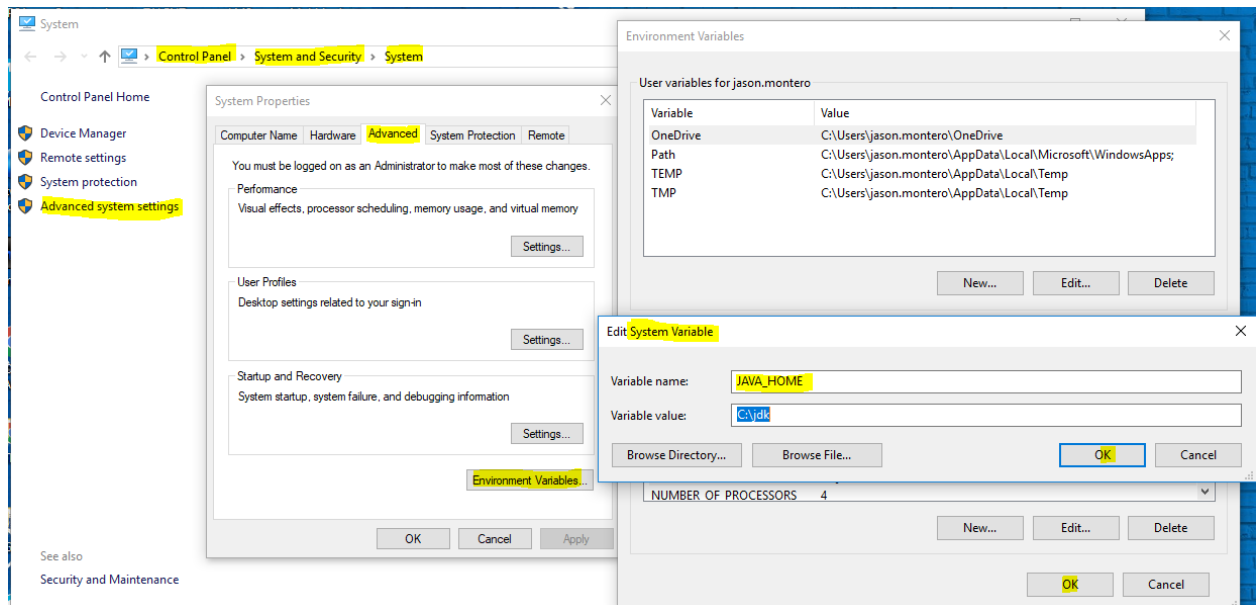 System
Control Panel > System and Security > System
Control Panel Home
Device Manager
Remote settings
System protection
Advanced system settings
See also
Security and Maintenance
System Properties
Computer Name Hardware Advanced System Protection Remote
You must be logged on as an Administrator to make most of these changes.
Performance
Visual effects, processor scheduling, memory usage, and virtual memory
Settings...
User Profiles
Desktop settings related to your sign-in
Settings...
Startup and Recovery
System startup, system failure, and debugging information
Settings...
Environment Variables...
OK Cancel Apply
Environment Variables
User variables for jason.montero
Variable Value
OneDrive C:\Users\jason.montero\OneDrive
Path C:\Users\jason.montero\AppData\Local\Microsoft\WindowsApps;
TEMP C:\Users\jason.montero\AppData\Local\Temp
TMP C:\Users\jason.montero\AppData\Local\Temp
New... Edit... Delete
Edit System Variable
Variable name: JAVA_HOME
Variable value: C:\jdk
Browse Directory... Browse File... OK Cancel
NUMBER OF PROCESSORS 4
New... Edit... Delete
OK Cancel